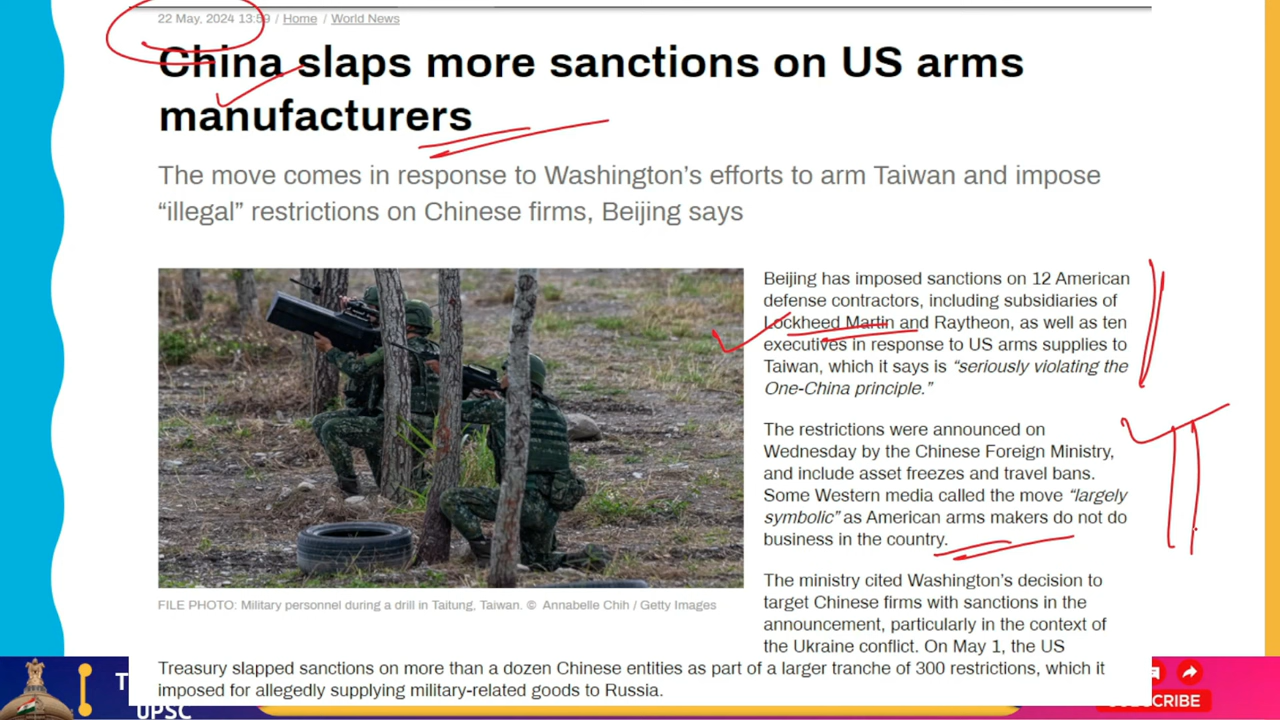 22 May, 2024 13:59 / Home / World News
China slaps more sanctions on US arms
manufacturers
The move comes in response to Washington's efforts to arm Taiwan and impose
“illegal” restrictions on Chinese firms, Beijing says
Beijing has imposed sanctions on 12 American
defense contractors, including subsidiaries of
Lockheed Martin and Raytheon, as well as ten
executives in response to US arms supplies to
Taiwan, which it says is “seriously violating the
One-China principle.”
The restrictions were announced on
Wednesday by the Chinese Foreign Ministry,
and include asset freezes and travel bans.
Some Western media called the move “largely
symbolic” as American arms makers do not do
business in the country.
FILE PHOTO: Military personnel during a drill in Taitung, Taiwan. © Annabelle Chih / Getty Images
The ministry cited Washington's decision to
target Chinese firms with sanctions in the
announcement, particularly in the context of
the Ukraine conflict. On May 1, the US
Treasury slapped sanctions on more than a dozen Chinese entities as part of a larger tranche of 300 restrictions, which it
imposed for allegedly supplying military-related goods to Russia.
UPSC